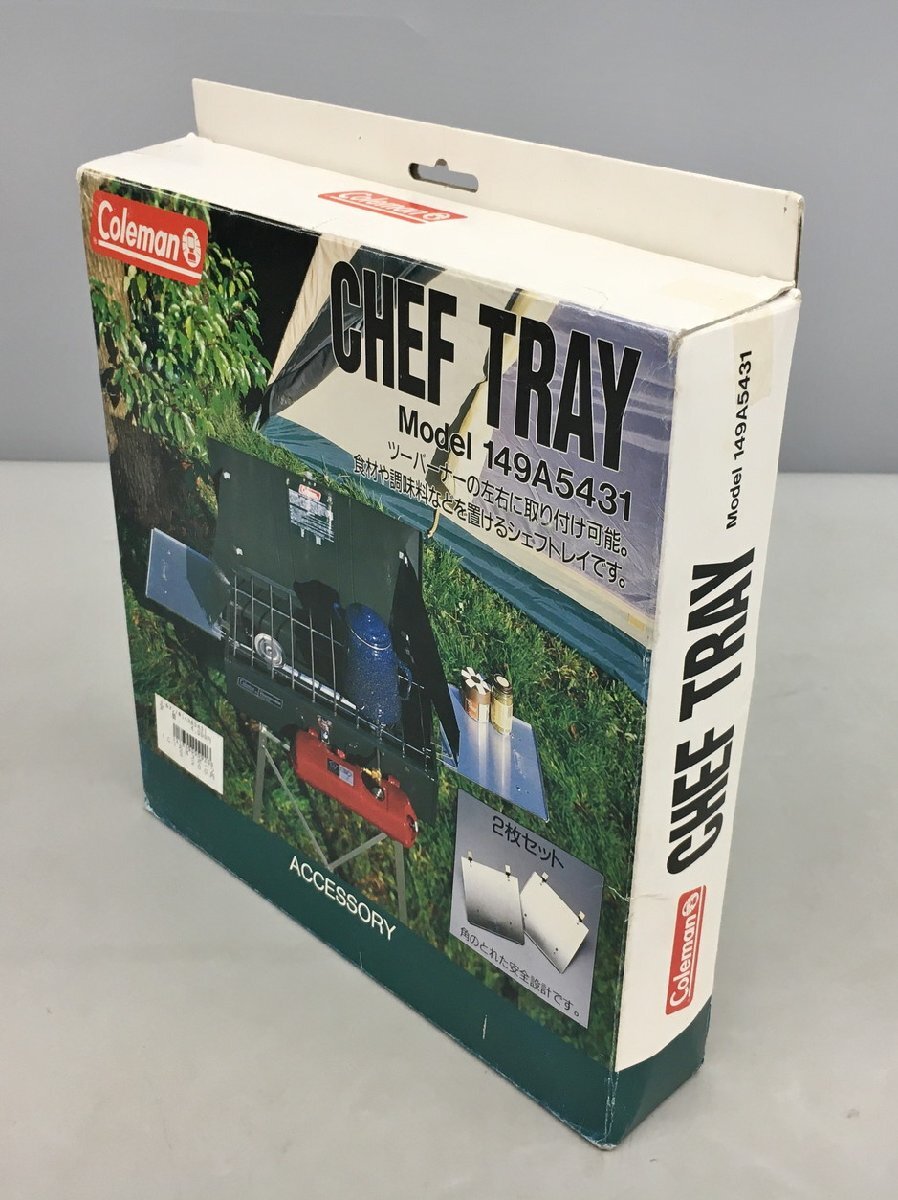 Coleman
Coleman
CHEF TRAY
Model 149A5431
ツーバーナーの左右に取り付け可能。
食材や調味料などを置けるシェフトレイです。
Coleman
2枚セット
角のとれた安全設計です。
ACCESSORY
Coleman
CHEF TRAY
Model 149A5431